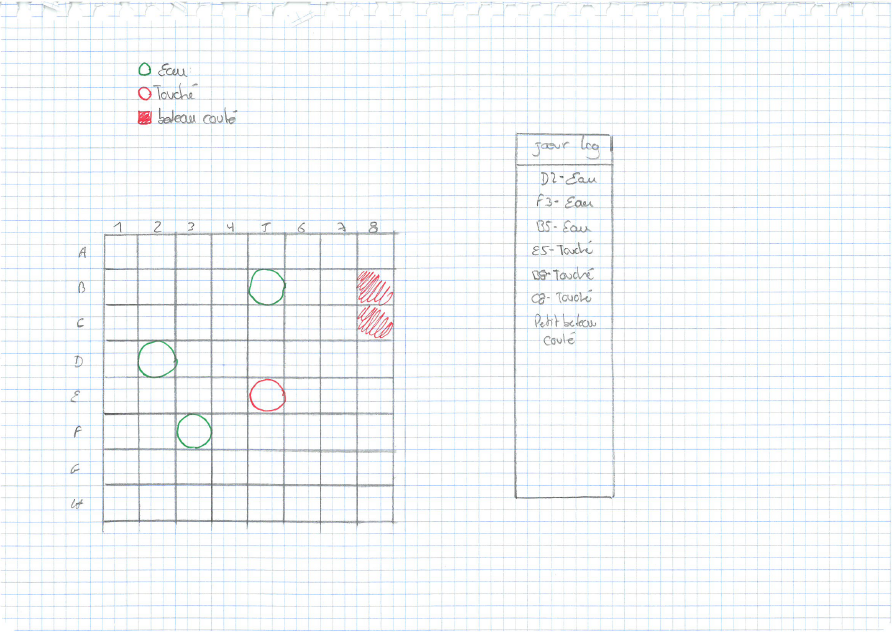 Eau
Touché
bateau coulé
jouer log
D2-Eau
F3-Eau
B5-Eau
E5-Touché
B8-Touché
C8-Touché
Petit bateau
coulé
1 2 3 4 5 6 7 8
A
B
C
D
E
F
G
H